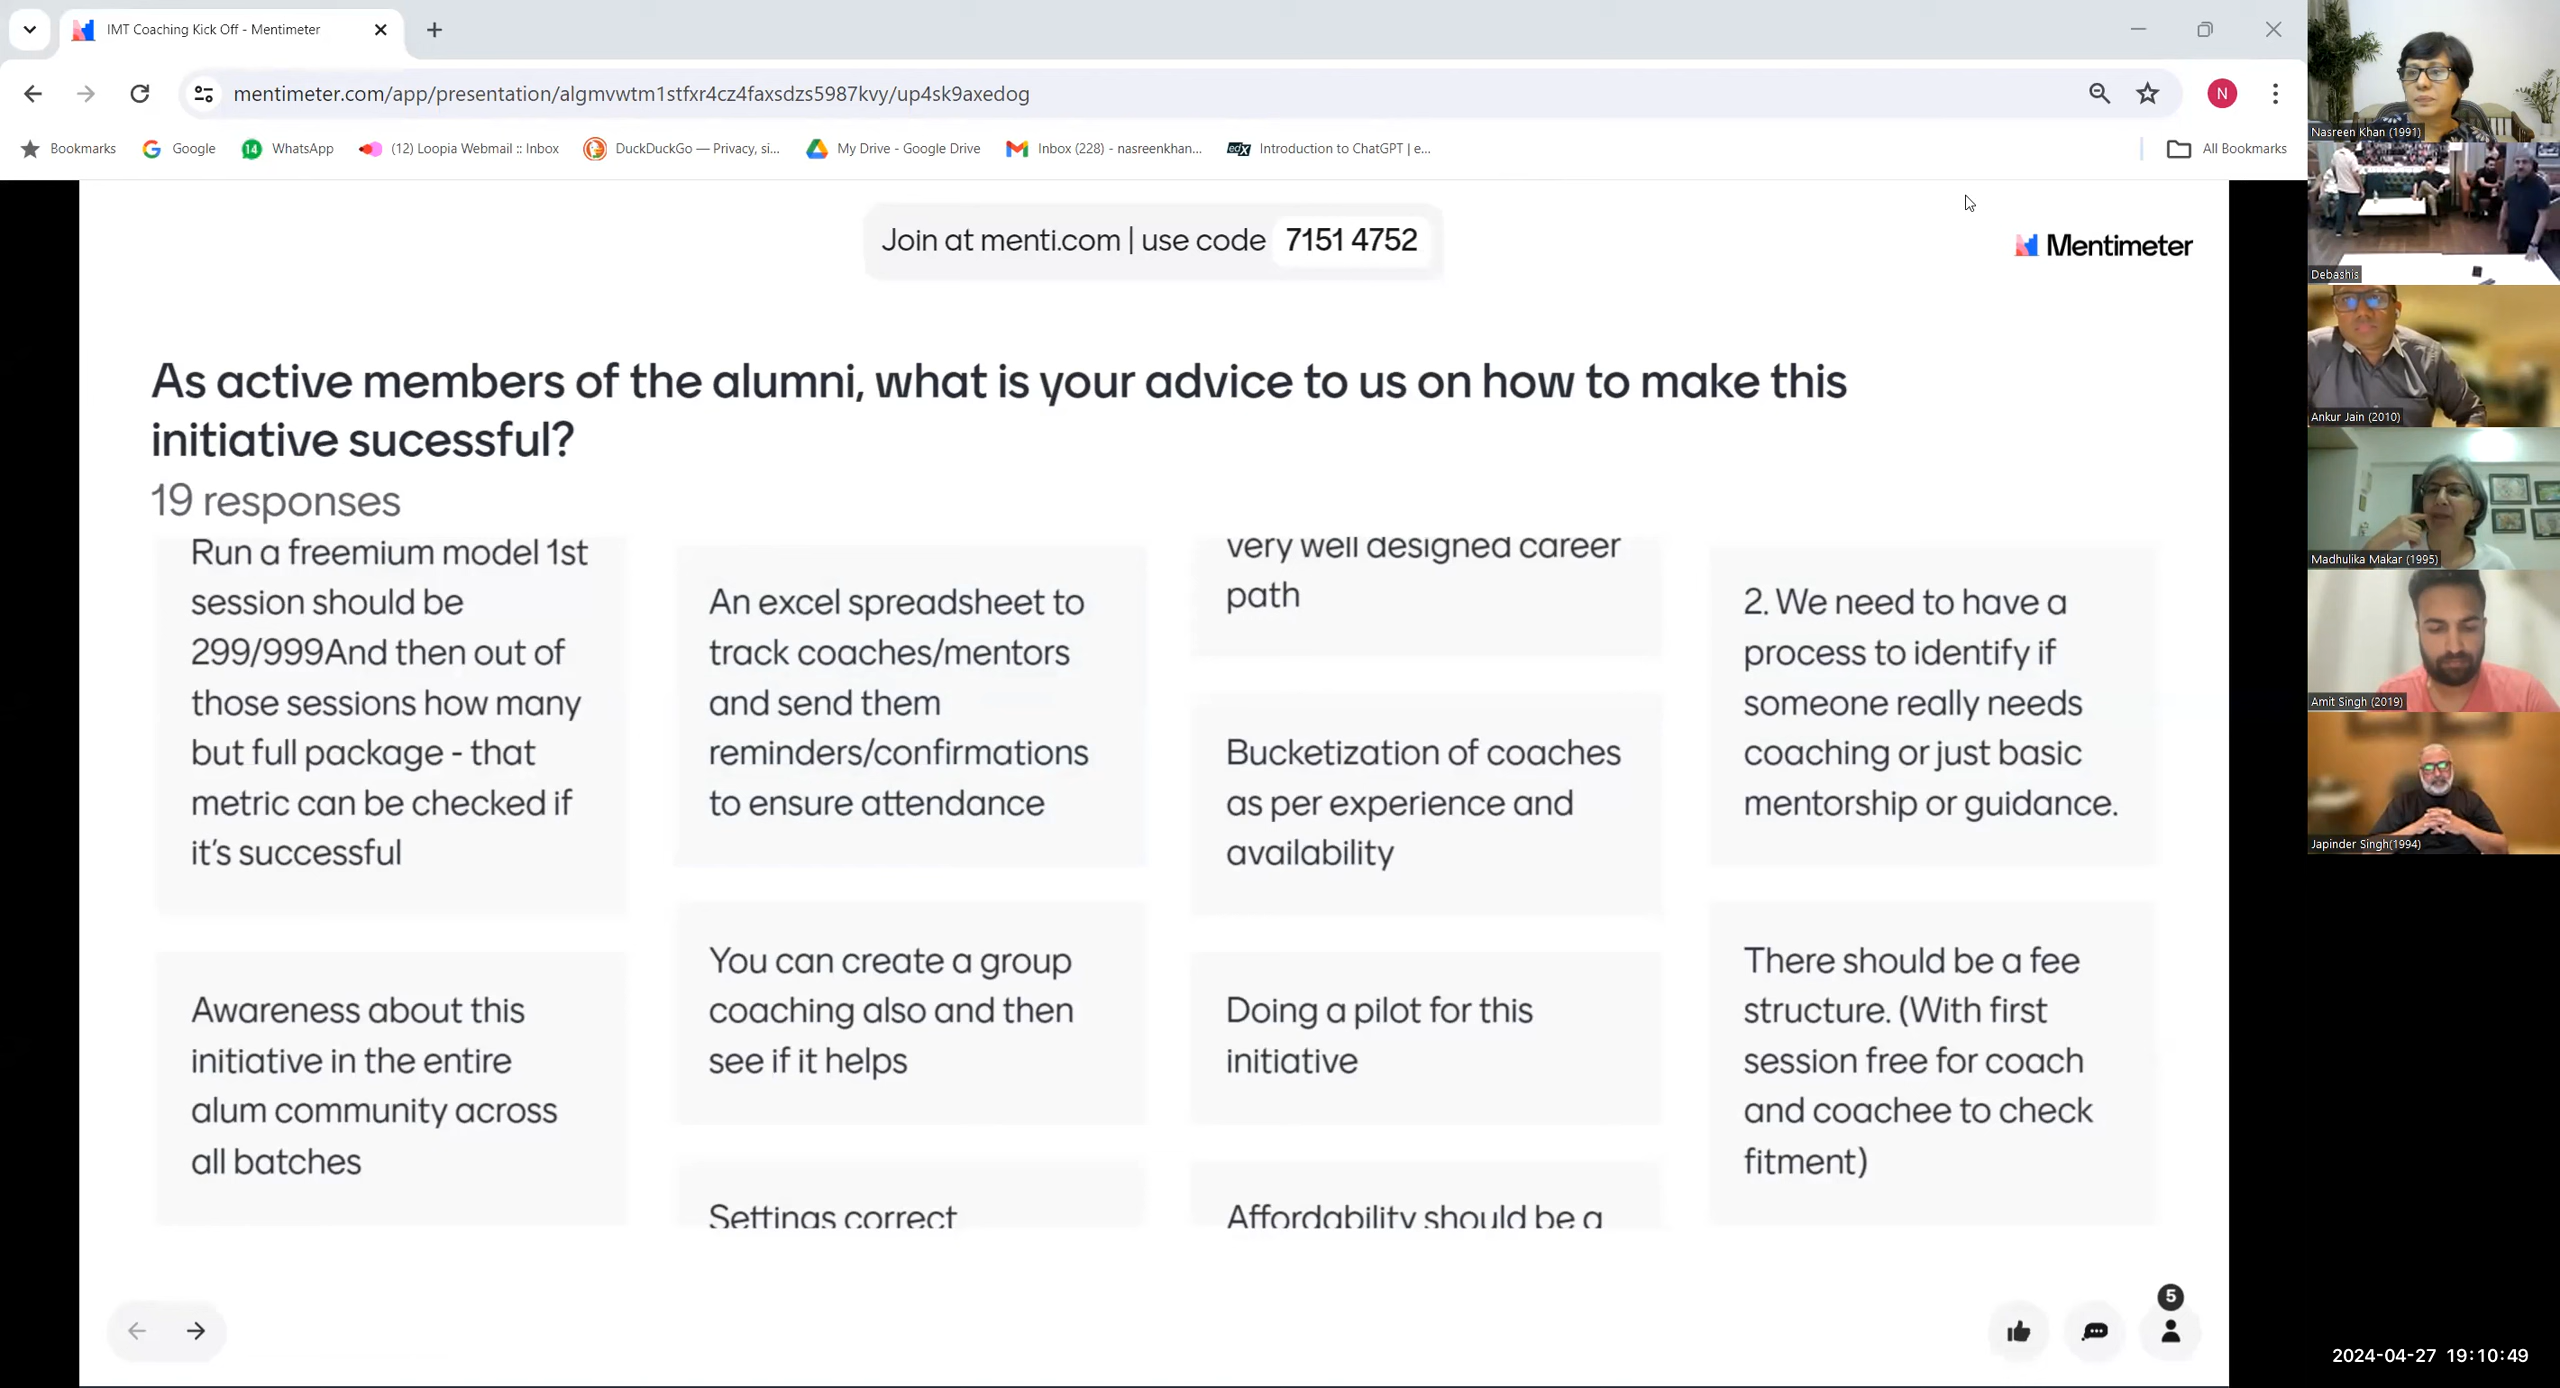 IMT Coaching Kick Off - Mentimeter
mentimeter.com/app/presentation/algmvwtm1stfxr4cz4faxsdzs5987kvy/up4sk9axedog
N
Bookmarks
Google
14
WhatsApp
(12) Loopia Webmail :: Inbox
DuckDuckGo — Privacy, si...
My Drive - Google Drive
Inbox (228) - nasreenkhan...
edX
Introduction to ChatGPT | e...
All Bookmarks
Join at menti.com | use code 7151 4752
Mentimeter
As active members of the alumni, what is your advice to us on how to make this
initiative sucessful?
19 responses
Run a freemium model 1st
session should be
299/999And then out of
those sessions how many
but full package - that
metric can be checked if
it's successful
Awareness about this
initiative in the entire
alum community across
all batches
An excel spreadsheet to
track coaches/mentors
and send them
reminders/confirmations
to ensure attendance
You can create a group
coaching also and then
see if it helps
Settings correct
very well designed career
path
Bucketization of coaches
as per experience and
availability
Doing a pilot for this
initiative
Affordability should be a
2. We need to have a
process to identify if
someone really needs
coaching or just basic
mentorship or guidance.
There should be a fee
structure. (With first
session free for coach
and coachee to check
fitment)
5
Nasreen Khan (1991)
Debashis
Ankur Jain (2010)
Madhulika Makar (1995)
Amit Singh (2019)
Japinder Singh(1994)
2024-04-27 19:10:49